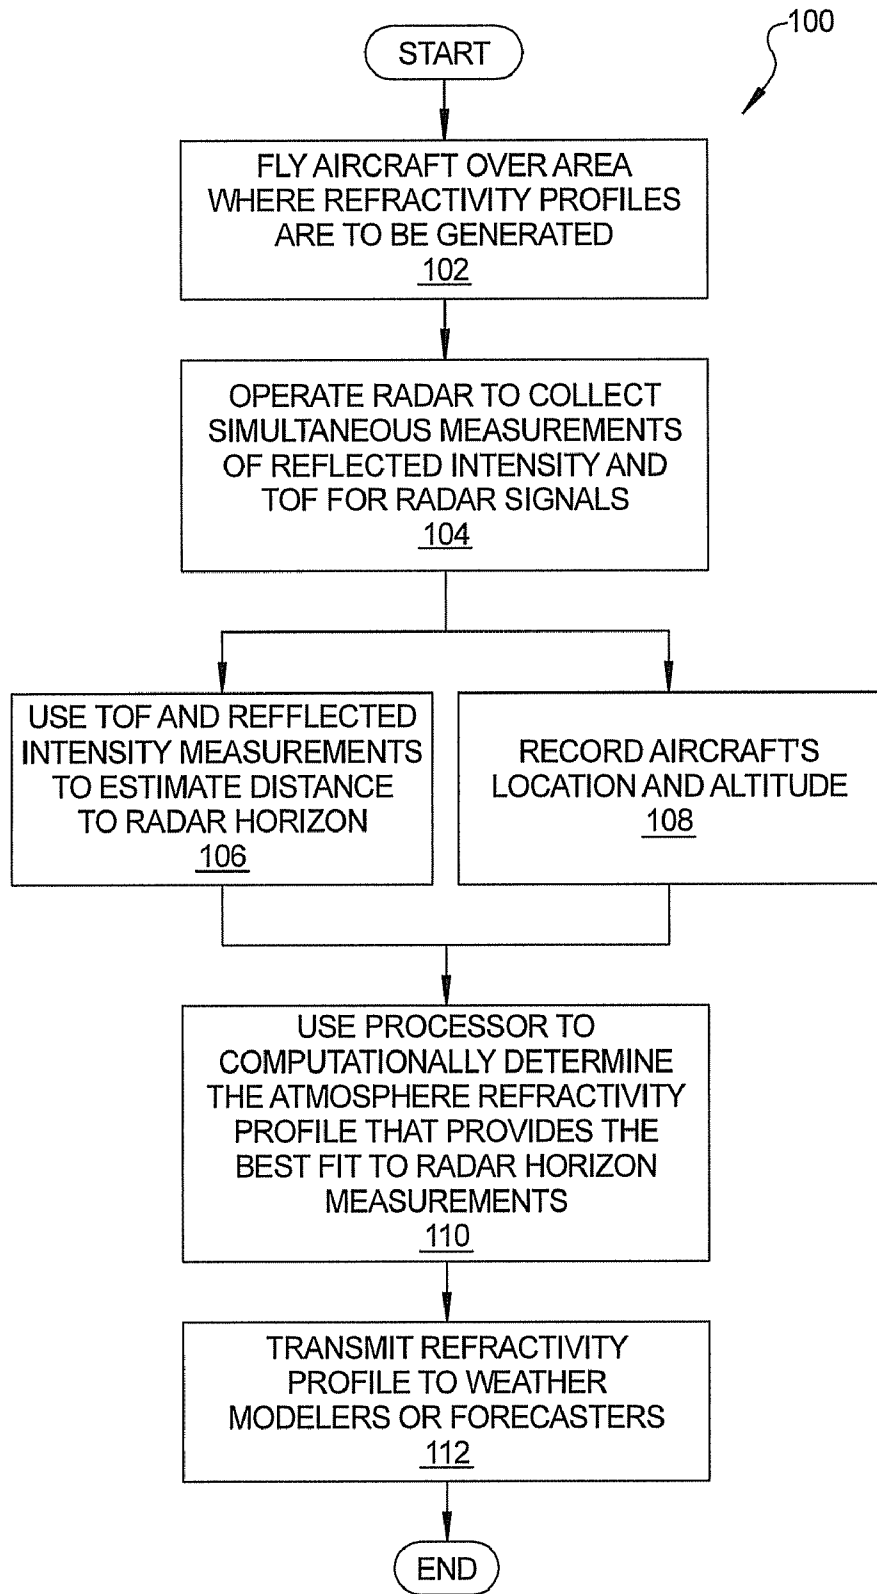 100
START
FLY AIRCRAFT OVER AREA
WHERE REFRACTIVITY PROFILES
ARE TO BE GENERATED
102
OPERATE RADAR TO COLLECT
SIMULTANEOUS MEASUREMENTS
OF REFLECTED INTENSITY AND
TOF FOR RADAR SIGNALS
104
USE TOF AND REFFLECTED
INTENSITY MEASUREMENTS
TO ESTIMATE DISTANCE
TO RADAR HORIZON
106
RECORD AIRCRAFT'S
LOCATION AND ALTITUDE
108
USE PROCESSOR TO
COMPUTATIONALLY DETERMINE
THE ATMOSPHERE REFRACTIVITY
PROFILE THAT PROVIDES THE
BEST FIT TO RADAR HORIZON
MEASUREMENTS
110
TRANSMIT REFRACTIVITY
PROFILE TO WEATHER
MODELERS OR FORECASTERS
112
END